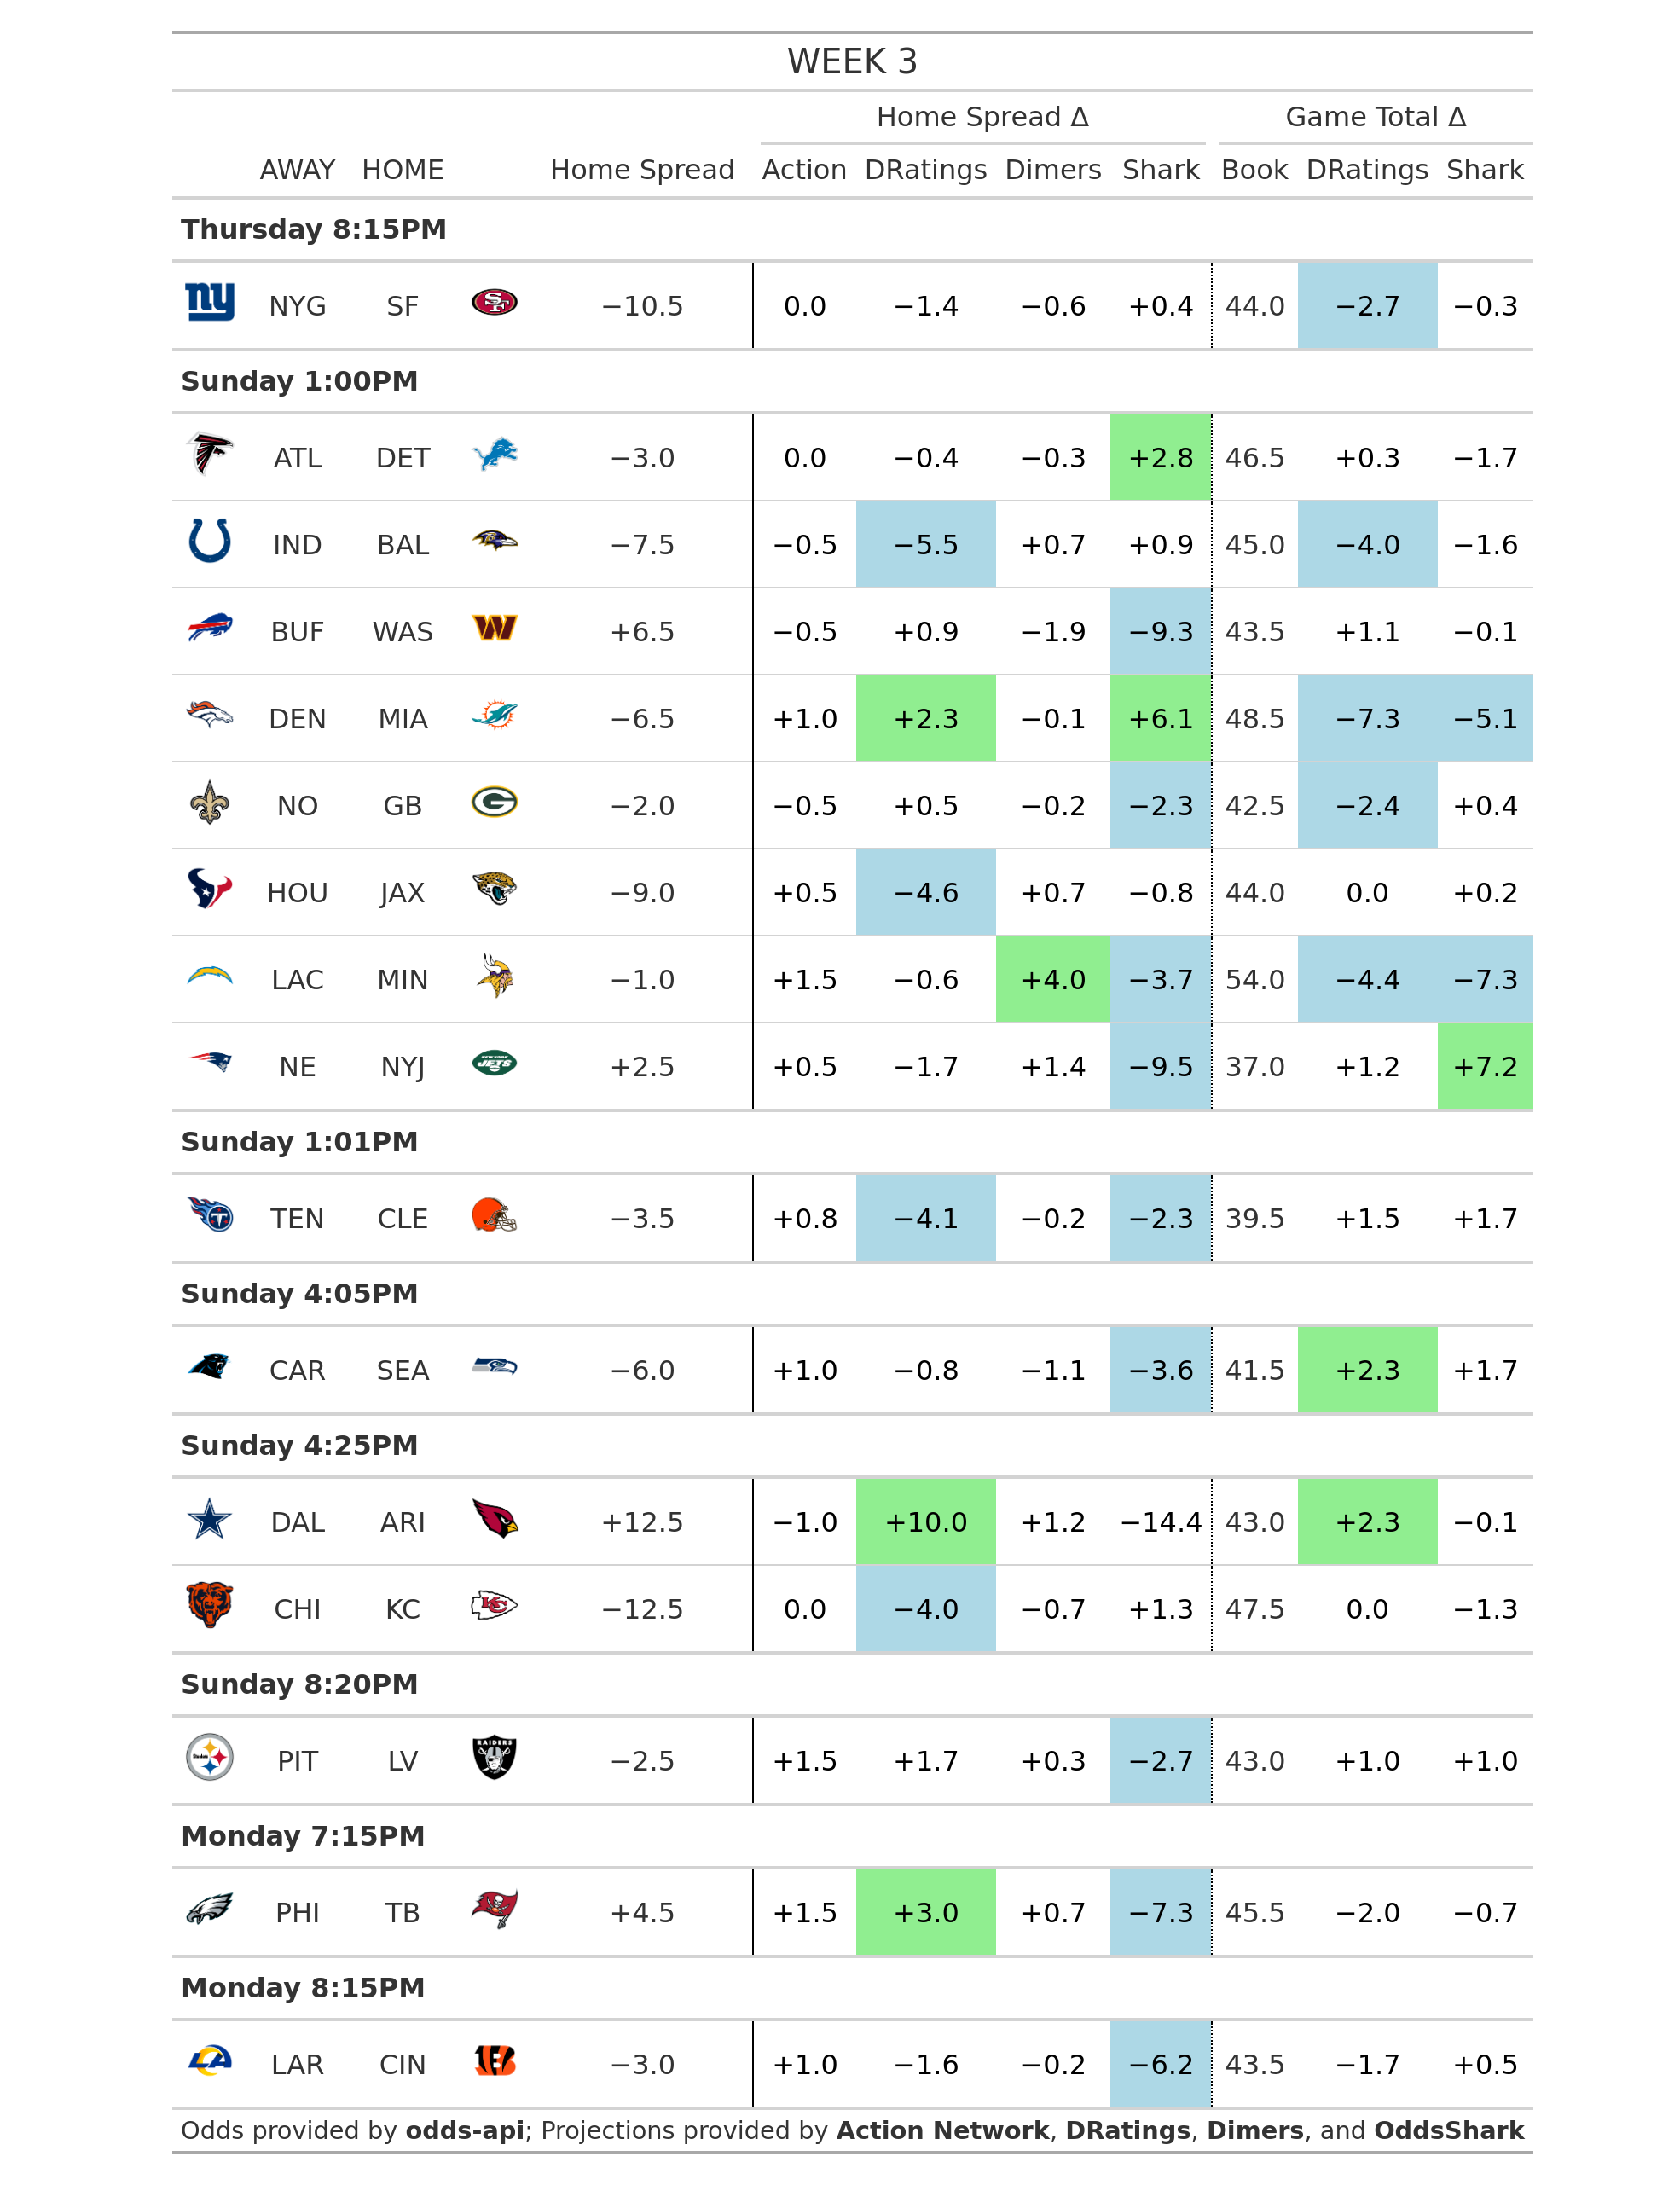 WEEK 3
Home Spread Δ Game Total Δ
AWAY HOME Home Spread Action DRatings Dimers Shark Book DRatings Shark
Thursday 8:15PM
ny NYG SF SF −10.5 0.0 −1.4 −0.6 +0.4 44.0 −2.7 −0.3
Sunday 1:00PM
ATL DET −3.0 0.0 −0.4 −0.3 +2.8 46.5 +0.3 −1.7
IND BAL −7.5 −0.5 −5.5 +0.7 +0.9 45.0 −4.0 −1.6
BUF WAS W +6.5 −0.5 +0.9 −1.9 −9.3 43.5 +1.1 −0.1
DEN MIA −6.5 +1.0 +2.3 −0.1 +6.1 48.5 −7.3 −5.1
NO GB G −2.0 −0.5 +0.5 −0.2 −2.3 42.5 −2.4 +0.4
HOU JAX −9.0 +0.5 −4.6 +0.7 −0.8 44.0 0.0 +0.2
LAC MIN −1.0 +1.5 −0.6 +4.0 −3.7 54.0 −4.4 −7.3
NE NYJ NEW YORK JETS +2.5 +0.5 −1.7 +1.4 −9.5 37.0 +1.2 +7.2
Sunday 1:01PM
T TEN CLE −3.5 +0.8 −4.1 −0.2 −2.3 39.5 +1.5 +1.7
Sunday 4:05PM
CAR SEA −6.0 +1.0 −0.8 −1.1 −3.6 41.5 +2.3 +1.7
Sunday 4:25PM
DAL ARI +12.5 −1.0 +10.0 +1.2 −14.4 43.0 +2.3 −0.1
CHI KC KC −12.5 0.0 −4.0 −0.7 +1.3 47.5 0.0 −1.3
Sunday 8:20PM
Steelers PIT LV RAIDERS −2.5 +1.5 +1.7 +0.3 −2.7 43.0 +1.0 +1.0
Monday 7:15PM
PHI TB +4.5 +1.5 +3.0 +0.7 −7.3 45.5 −2.0 −0.7
Monday 8:15PM
LA LAR CIN B −3.0 +1.0 −1.6 −0.2 −6.2 43.5 −1.7 +0.5
Odds provided by odds-api; Projections provided by Action Network, DRatings, Dimers, and OddsShark